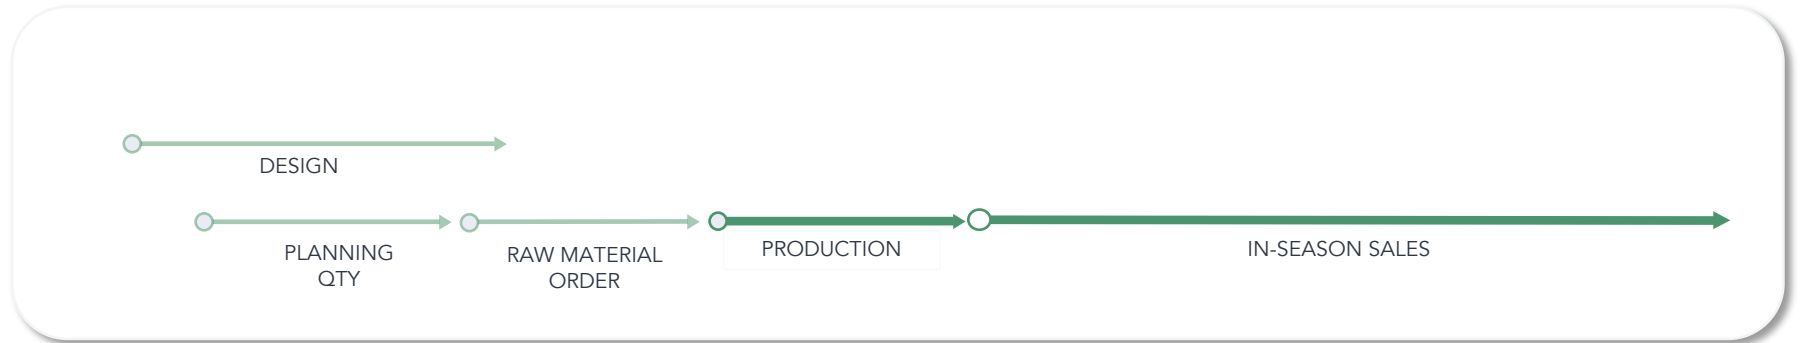 DESIGN
PLANNING
QTY
RAW MATERIAL
ORDER
PRODUCTION
IN-SEASON SALES